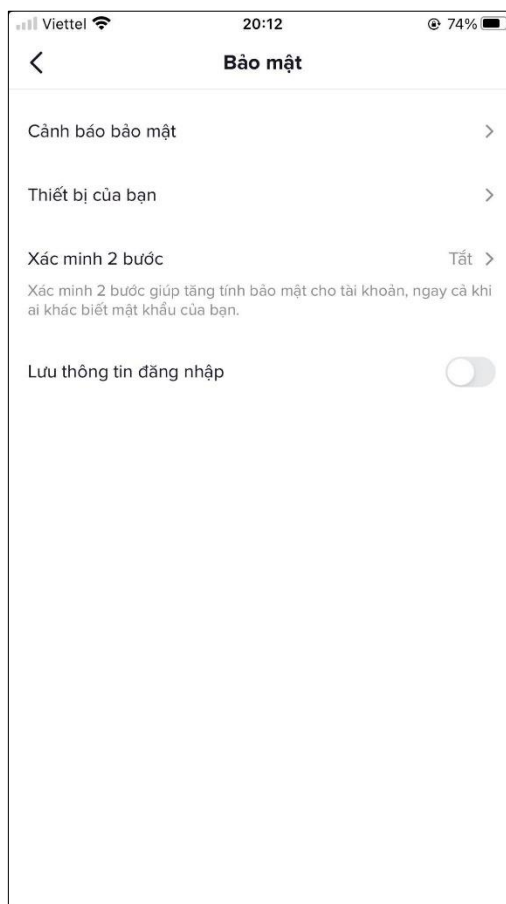 Viettel 20:12 74%
Bảo mật
Cảnh báo bảo mật
Thiết bị của bạn
Xác minh 2 bước Tắt
Xác minh 2 bước giúp tăng tính bảo mật cho tài khoản, ngay cả khi
ai khác biết mật khẩu của bạn.
Lưu thông tin đăng nhập